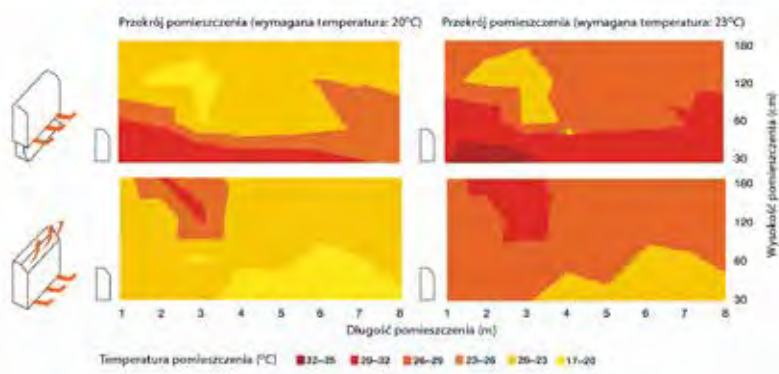 Przekrój pomieszczenia (wymagana temperatura: 20°C)
Przekrój pomieszczenia (wymagana temperatura: 23°C)
180
120
60
30
Wysokość pomieszczenia (cm)
180
120
60
30
1 2 3 4 5 6 7 8
1 2 3 4 5 6 7 8
Długość pomieszczenia (m)
Temperatura pomieszczenia (°C) 32–35 29–32 26–29 23–26 20–23 17–20